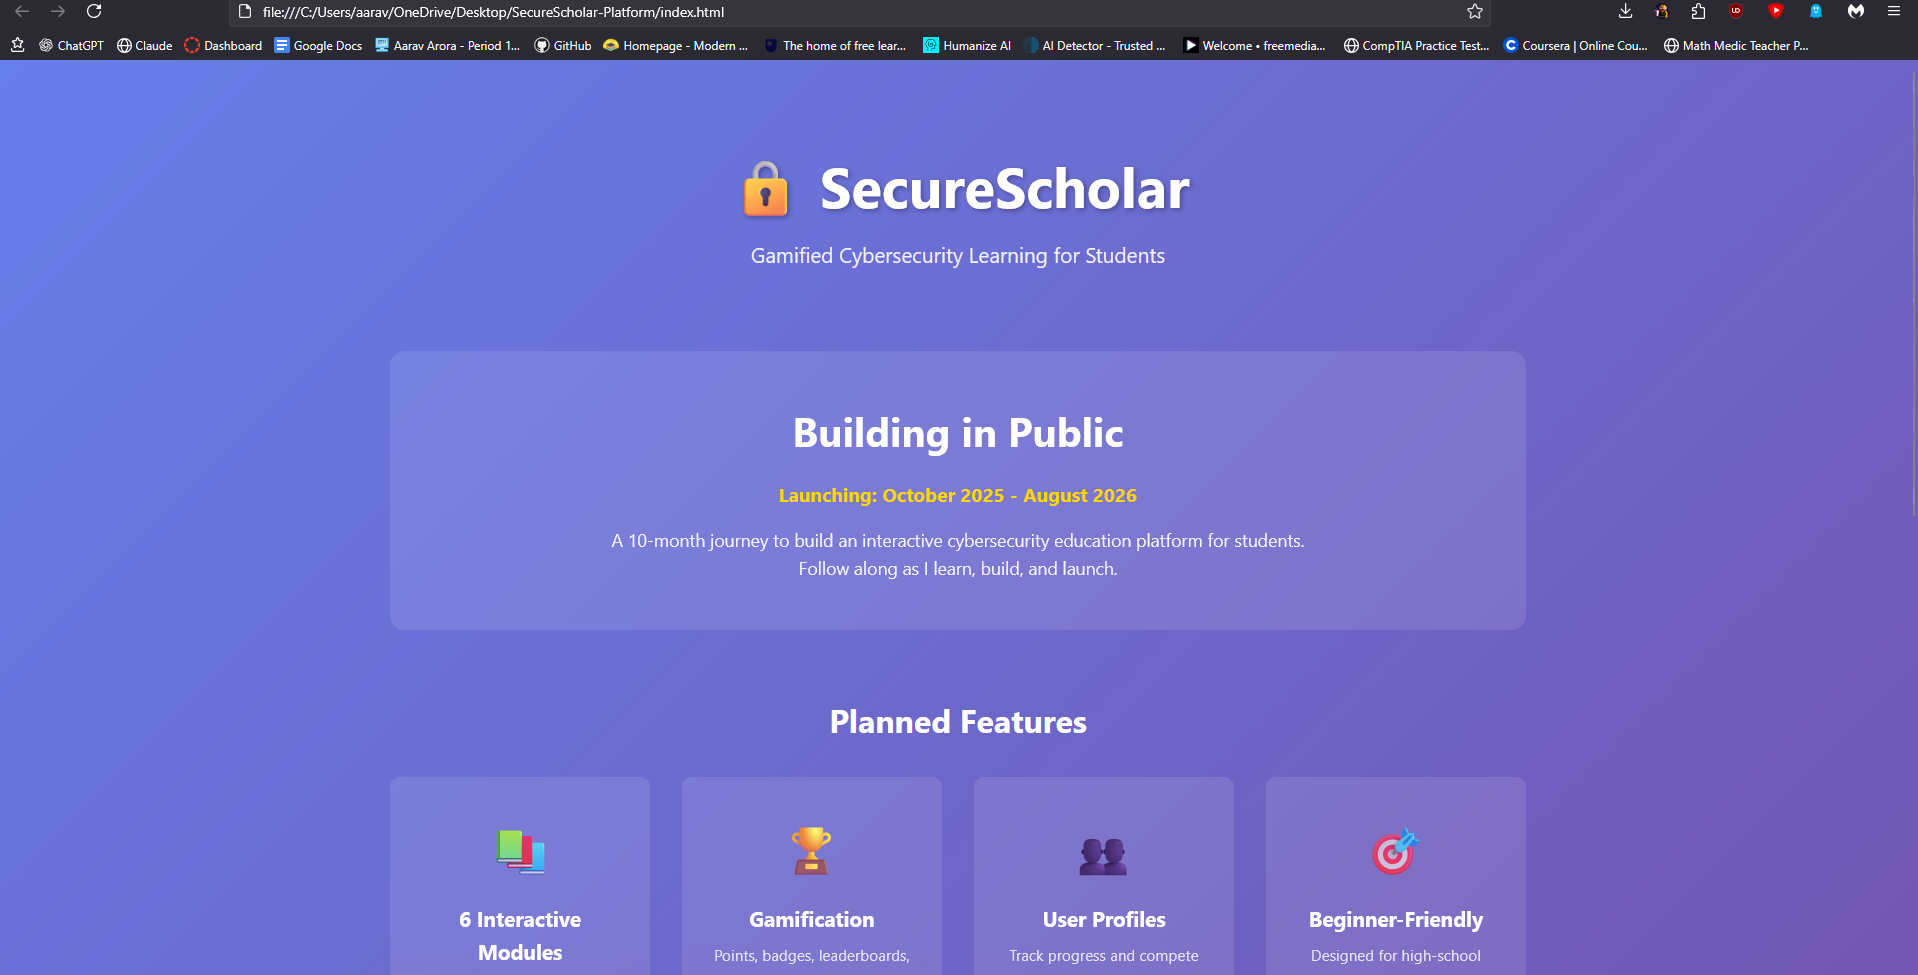 file:///C:/Users/aarav/OneDrive/Desktop/SecureScholar-Platform/index.html
ChatGPT Claude Dashboard Google Docs Aarav Arora - Period 1... GitHub Homepage - Modern ... The home of free lear... Humanize AI AI Detector - Trusted ... Welcome • freemedia... CompTIA Practice Test... Coursera | Online Cou... Math Medic Teacher P...
SecureScholar
Gamified Cybersecurity Learning for Students
Building in Public
Launching: October 2025 - August 2026
A 10-month journey to build an interactive cybersecurity education platform for students.
Follow along as I learn, build, and launch.
Planned Features
6 Interactive
Modules
Gamification
Points, badges, leaderboards,
User Profiles
Track progress and compete
Beginner-Friendly
Designed for high-school